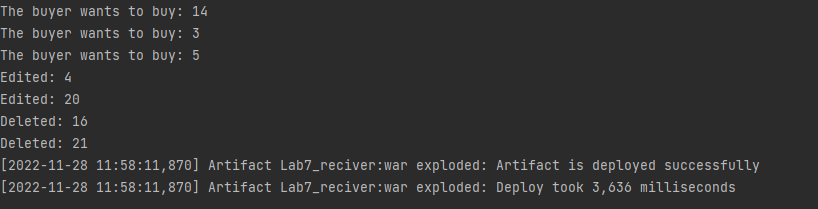 The buyer wants to buy: 14
The buyer wants to buy: 3
The buyer wants to buy: 5
Edited: 4
Edited: 20
Deleted: 16
Deleted: 21
[2022-11-28 11:58:11,870] Artifact Lab7_reciver:war exploded: Artifact is deployed successfully
[2022-11-28 11:58:11,870] Artifact Lab7_reciver:war exploded: Deploy took 3,636 milliseconds